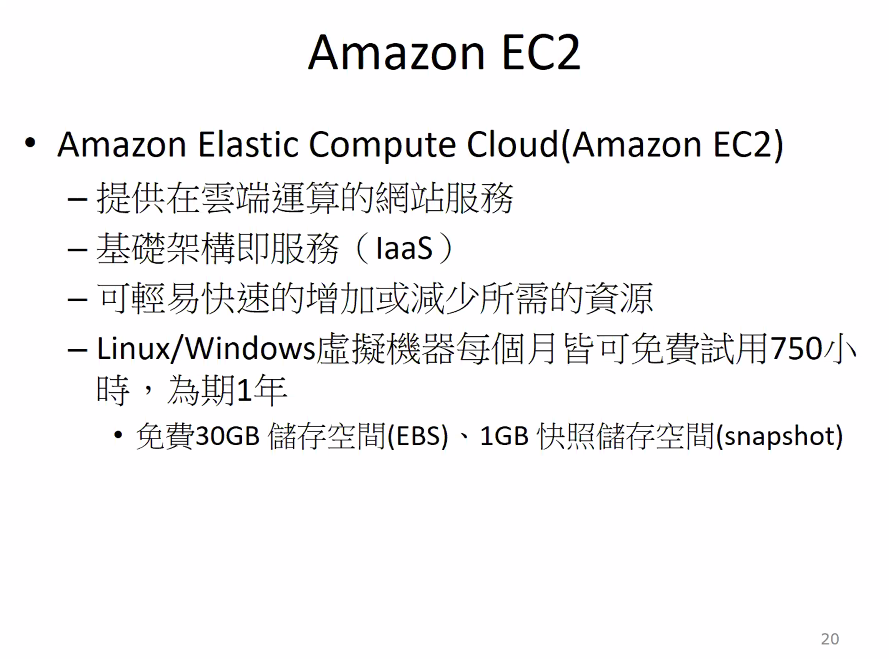 Amazon EC2
• Amazon Elastic Compute Cloud(Amazon EC2)
– 提供在雲端運算的網站服務
– 基礎架構即服務（IaaS）
– 可輕易快速的增加或減少所需的資源
– Linux/Windows虛擬機器每個月皆可免費試用750小
時，為期1年
• 免費30GB 儲存空間(EBS)、1GB 快照儲存空間(snapshot)
20